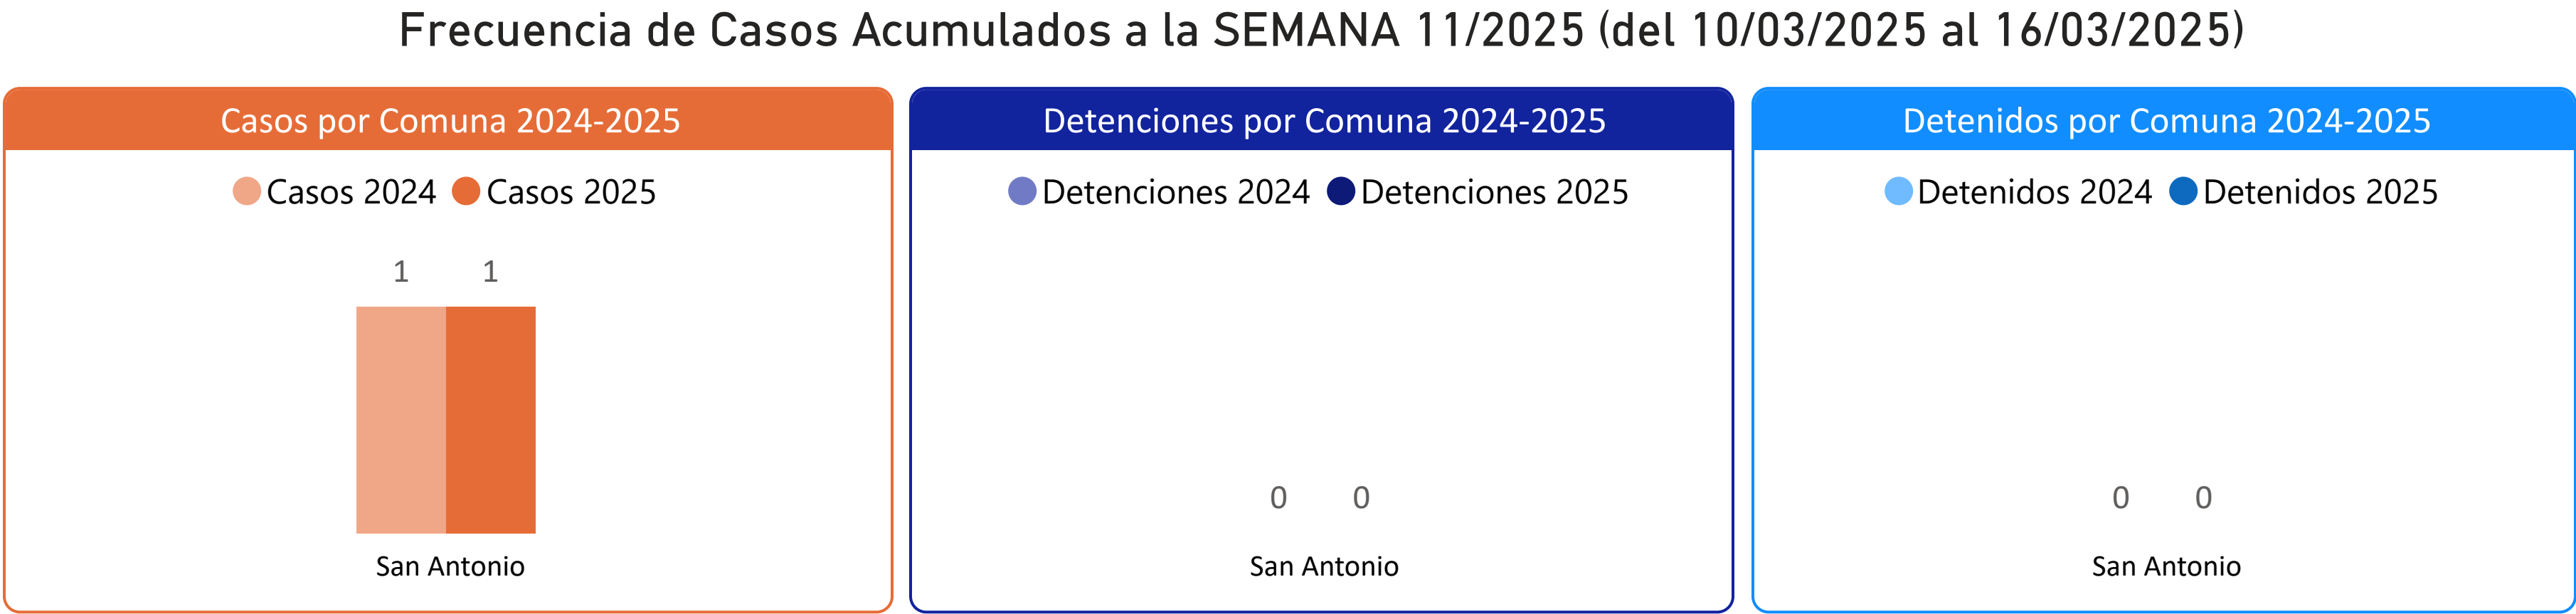 Frecuencia de Casos Acumulados a la SEMANA 11/2025 (del 10/03/2025 al 16/03/2025)
Casos por Comuna 2024-2025
Casos 2024 Casos 2025
1 1
San Antonio
Detenciones por Comuna 2024-2025
Detenciones 2024 Detenciones 2025
0 0
San Antonio
Detenidos por Comuna 2024-2025
Detenidos 2024 Detenidos 2025
0 0
San Antonio